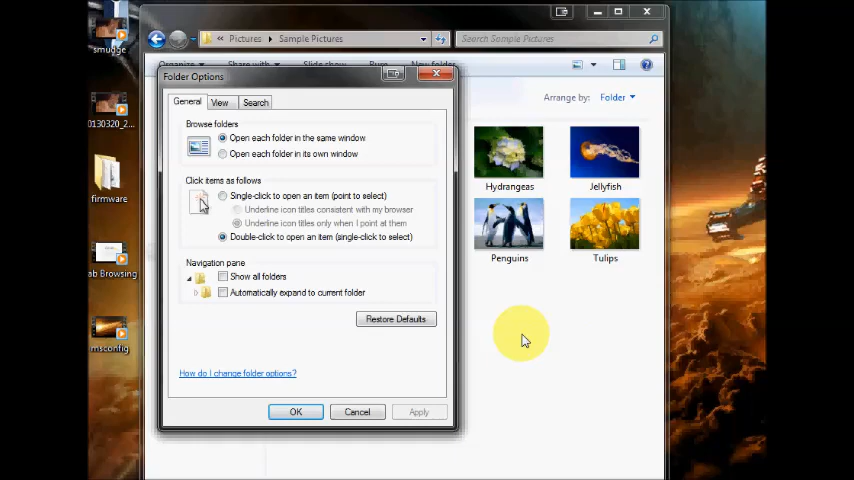 smudge
0130320_2...
firmware
ab Browsing
msconfig
Pictures
Sample Pictures
Search Sample Pictures
Organize
Share with
Slide show
Burn
New folder
Folder Options
General
View
Search
Browse folders
Open each folder in the same window
Open each folder in its own window
Click items as follows
Single-click to open an item (point to select)
Underline icon titles consistent with my browser
Underline icon titles only when I point at them
Double-click to open an item (single-click to select)
Navigation pane
Show all folders
Automatically expand to current folder
Restore Defaults
How do I change folder options?
OK
Cancel
Apply
Arrange by: Folder
Hydrangeas
Jellyfish
Penguins
Tulips